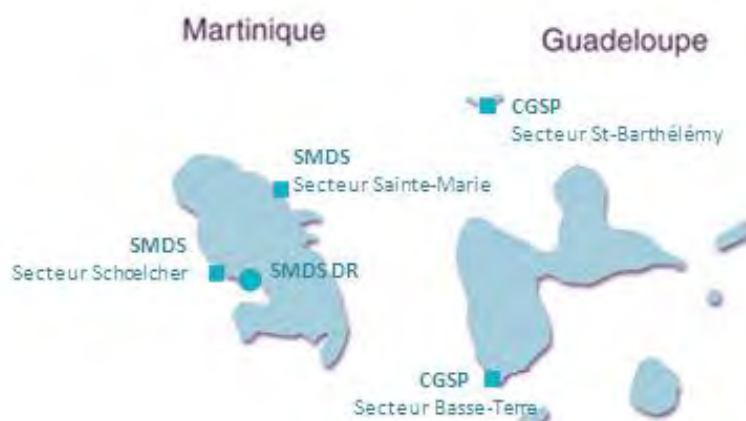 Martinique
Guadeloupe
CGSP
Secteur St-Barthélémy
SMDS
Secteur Sainte-Marie
SMDS
Secteur Schœlcher
SMDS DR
CGSP
Secteur Basse-Terre